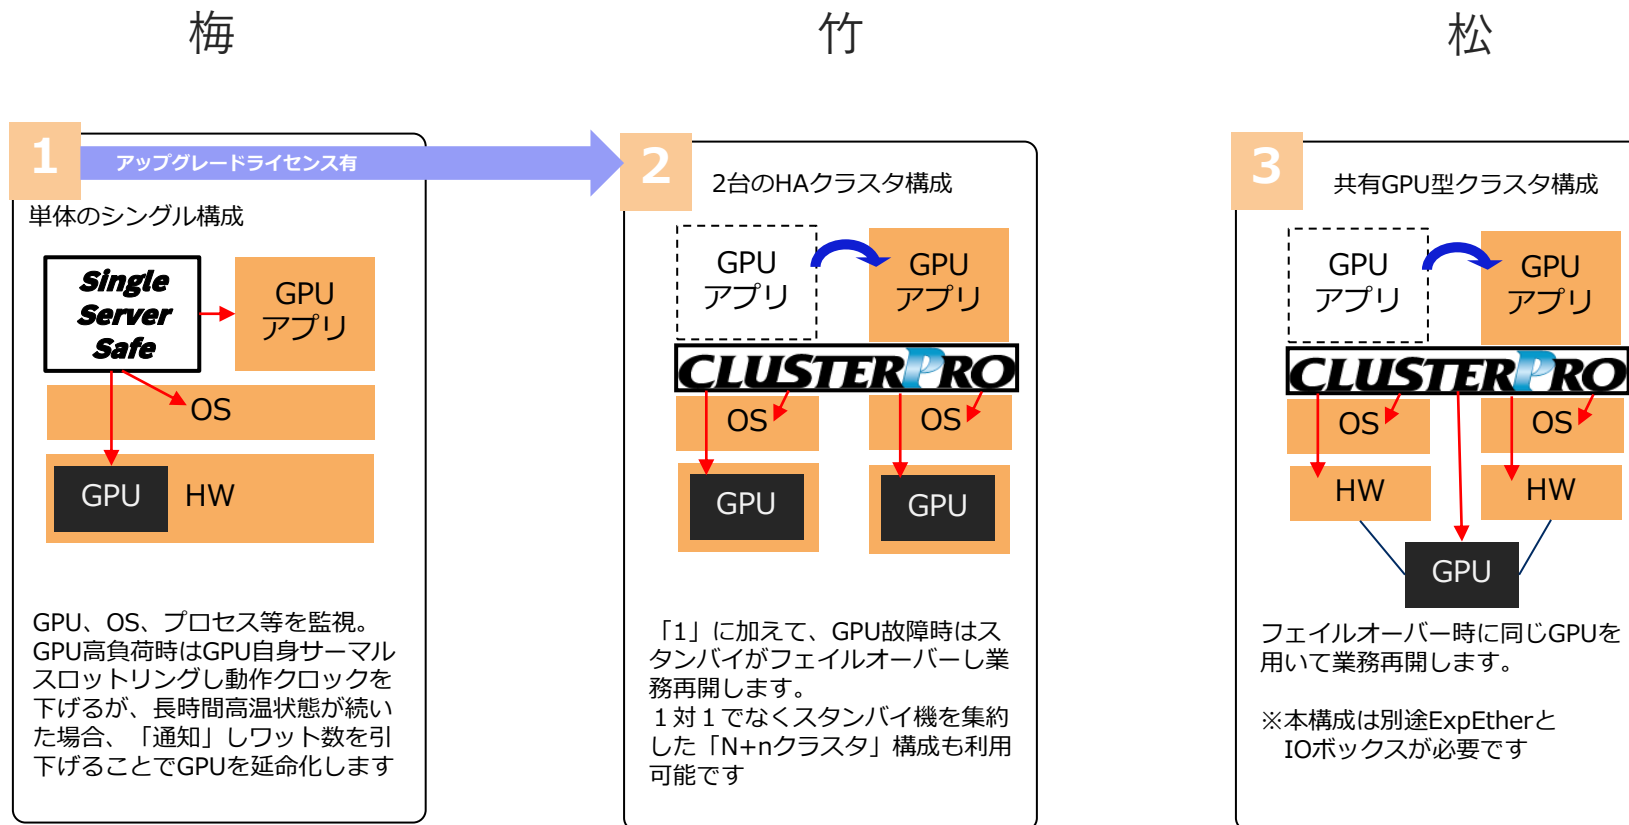 梅
竹
松
1
アップグレードライセンス有
単体のシングル構成
Single
Server
Safe
GPU
アプリ
OS
GPU
HW
GPU、OS、プロセス等を監視。
GPU高負荷時はGPU自身サーマル
スロットリングし動作クロックを
下げるが、長時間高温状態が続い
た場合、「通知」しワット数を引
下げることでGPUを延命化します
2
2台のHAクラスタ構成
GPU
アプリ
GPU
アプリ
CLUSTERPRO
OS
OS
GPU
GPU
「1」に加えて、GPU故障時はス
タンバイがフェイルオーバーし業
務再開します。
１対１でなくスタンバイ機を集約
した「N+nクラスタ」構成も利用
可能です
3
共有GPU型クラスタ構成
GPU
アプリ
GPU
アプリ
CLUSTERPRO
OS
OS
HW
HW
GPU
フェイルオーバー時に同じGPUを
用いて業務再開します。
※本構成は別途ExpEtherと
IOボックスが必要です